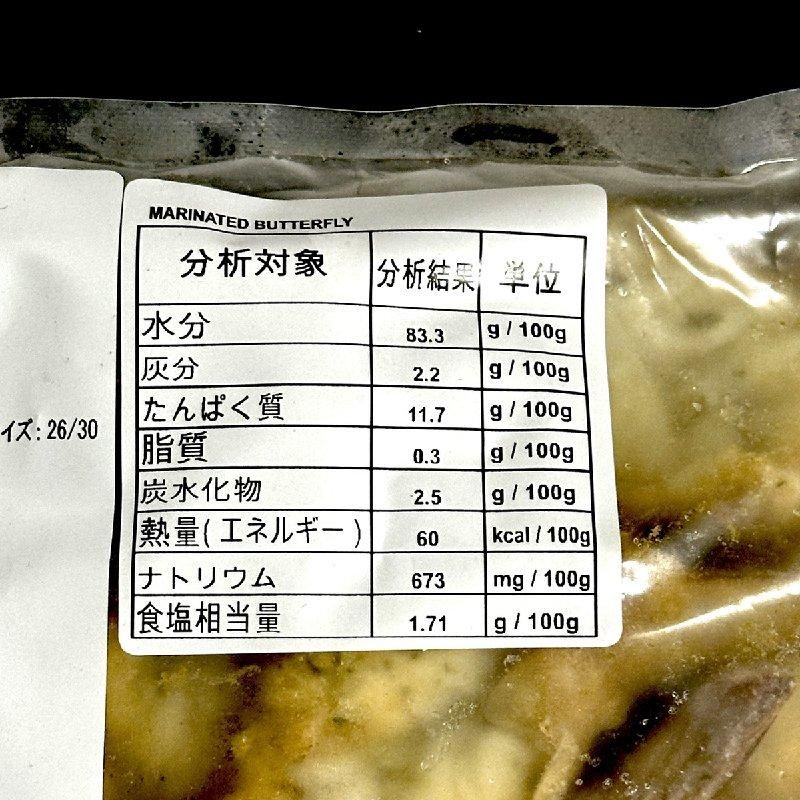 MARINATED BUTTERFLY
分析対象 分析結果 単位
水分 83.3 g / 100g
灰分 2.2 g / 100g
たんぱく質 11.7 g / 100g
脂質 0.3 g / 100g
炭水化物 2.5 g / 100g
熱量(エネルギー) 60 kcal / 100g
ナトリウム 673 mg / 100g
食塩相当量 1.71 g / 100g
イズ: 26/30